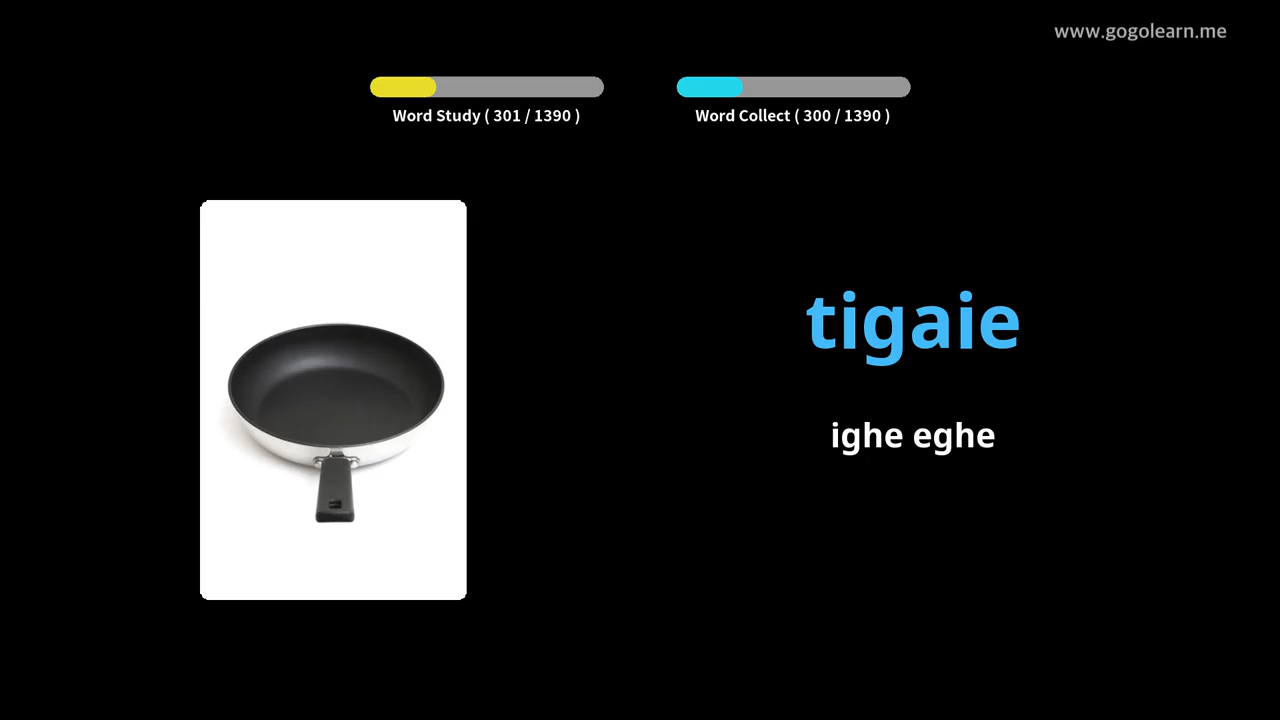 www.gogolearn.me
Word Study ( 301 / 1390 )
Word Collect ( 300 / 1390 )
tigaie
ighe eghe